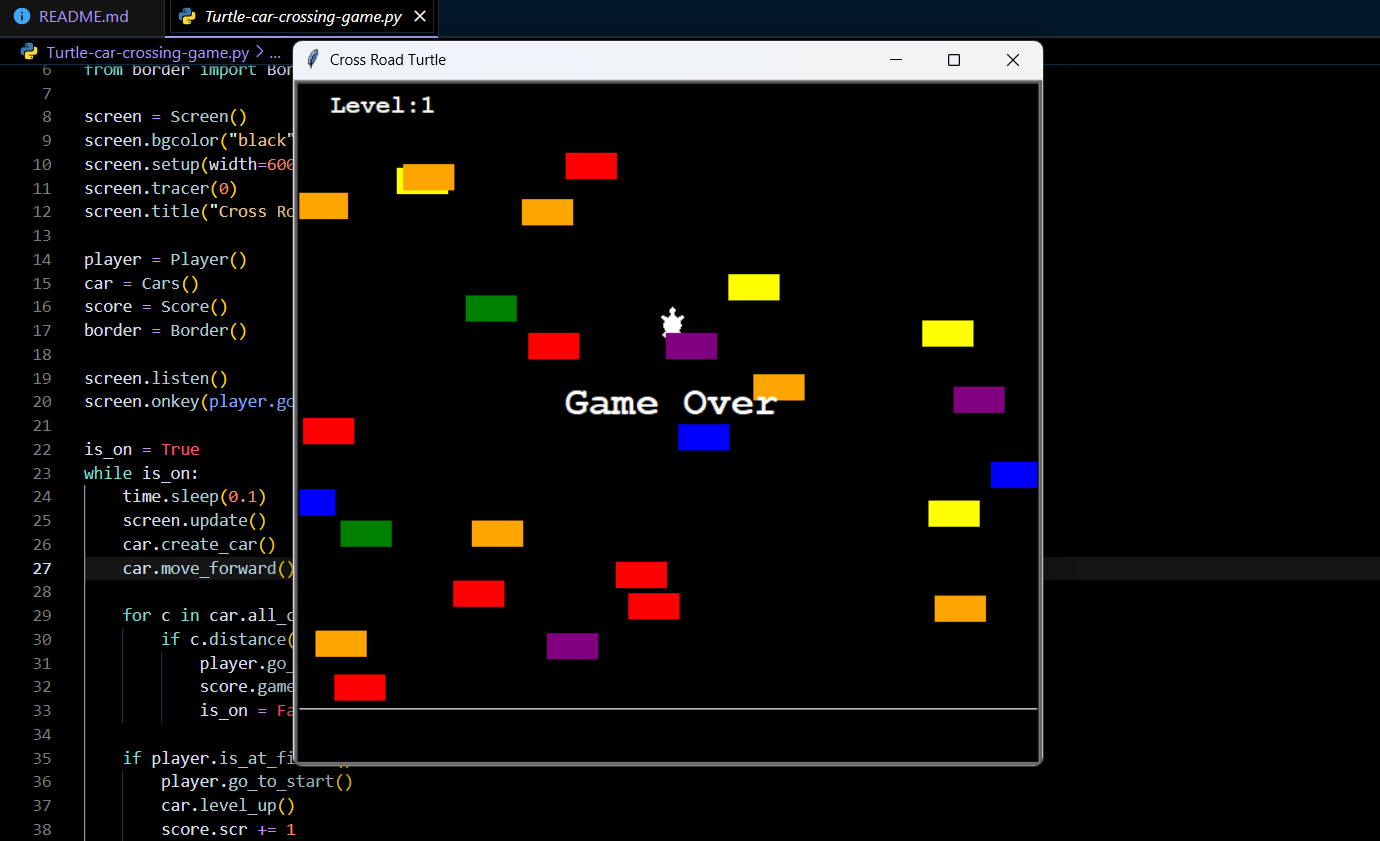 README.md
Turtle-car-crossing-game.py
Turtle-car-crossing-game.py > ...
Cross Road Turtle
Level:1
Game Over
6 from border import Bor
7
8 screen = Screen()
9 screen.bgcolor("black"
10 screen.setup(width=600
11 screen.tracer(0)
12 screen.title("Cross Ro
13
14 player = Player()
15 car = Cars()
16 score = Score()
17 border = Border()
18
19 screen.listen()
20 screen.onkey(player.go
21
22 is_on = True
23 while is_on:
24 time.sleep(0.1)
25 screen.update()
26 car.create_car()
27 car.move_forward()
28
29 for c in car.all_c
30 if c.distance(
31 player.go_
32 score.game
33 is_on = Fa
34
35 if player.is_at_fi
36 player.go_to_start()
37 car.level_up()
38 score.scr += 1